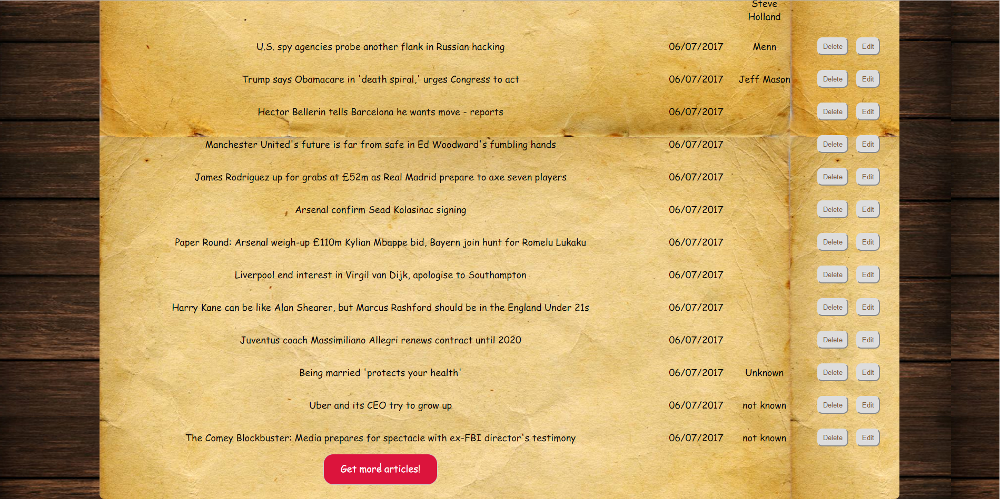 Steve
Holland
U.S. spy agencies probe another flank in Russian hacking 06/07/2017 Menn Delete Edit
Trump says Obamacare in 'death spiral,' urges Congress to act 06/07/2017 Jeff Mason Delete Edit
Hector Bellerin tells Barcelona he wants move - reports 06/07/2017 Delete Edit
Manchester United's future is far from safe in Ed Woodward's fumbling hands 06/07/2017 Delete Edit
James Rodriguez up for grabs at £52m as Real Madrid prepare to axe seven players 06/07/2017 Delete Edit
Arsenal confirm Sead Kolasinac signing 06/07/2017 Delete Edit
Paper Round: Arsenal weigh-up £110m Kylian Mbappe bid, Bayern join hunt for Romelu Lukaku 06/07/2017 Delete Edit
Liverpool end interest in Virgil van Dijk, apologise to Southampton 06/07/2017 Delete Edit
Harry Kane can be like Alan Shearer, but Marcus Rashford should be in the England Under 21s 06/07/2017 Delete Edit
Juventus coach Massimiliano Allegri renews contract until 2020 06/07/2017 Delete Edit
Being married 'protects your health' 06/07/2017 Unknown Delete Edit
Uber and its CEO try to grow up 06/07/2017 not known Delete Edit
The Comey Blockbuster: Media prepares for spectacle with ex-FBI director's testimony 06/07/2017 not known Delete Edit
Get more articles!